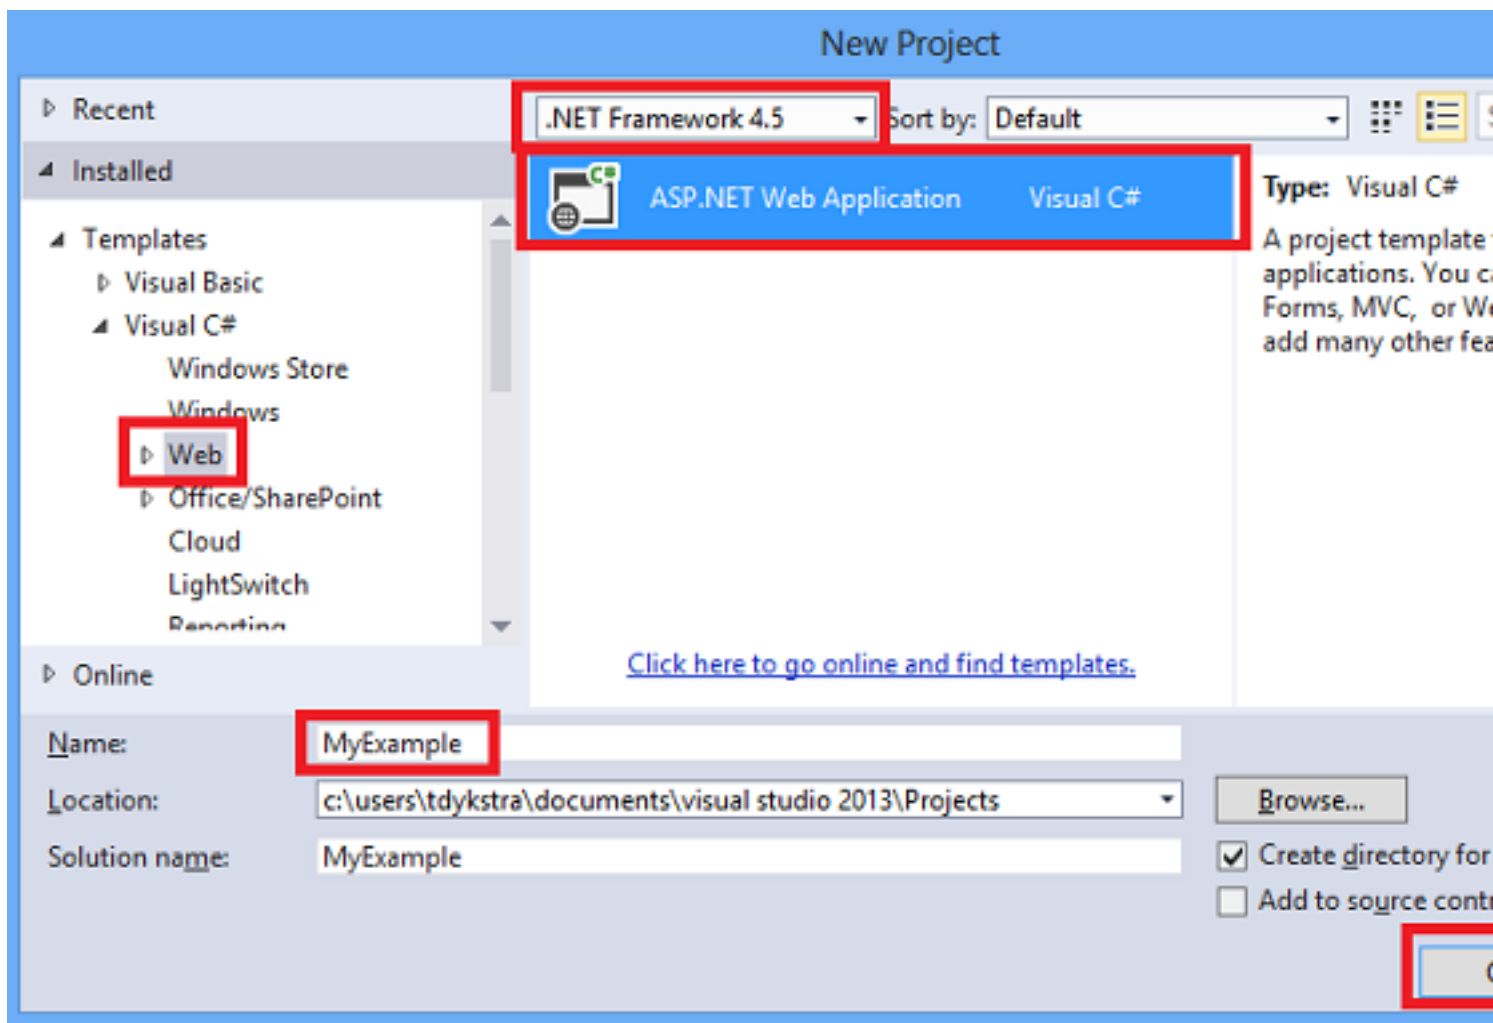 New Project
Recent
Installed
Templates
Visual Basic
Visual C#
Windows Store
Windows
Web
Office/SharePoint
Cloud
LightSwitch
Reporting
Online
.NET Framework 4.5
Sort by: Default
C#
ASP.NET Web Application Visual C#
Click here to go online and find templates.
Type: Visual C#
A project template
applications. You
Forms, MVC, or
add many other
Name: MyExample
Location: c:\users\tdykstra\documents\visual studio 2013\Projects
Browse...
Solution name: MyExample
Create directory for
Add to source